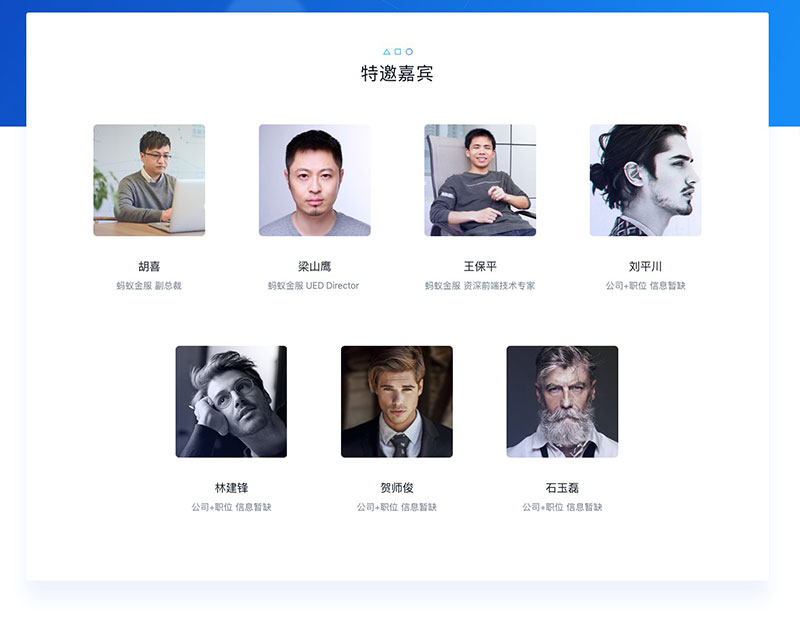 特邀嘉宾
胡喜
蚂蚁金服 副总裁
梁山鹰
蚂蚁金服 UED Director
王保平
蚂蚁金服 资深前端技术专家
刘平川
公司+职位 信息暂缺
林建锋
公司+职位 信息暂缺
贺师俊
公司+职位 信息暂缺
石玉磊
公司+职位 信息暂缺